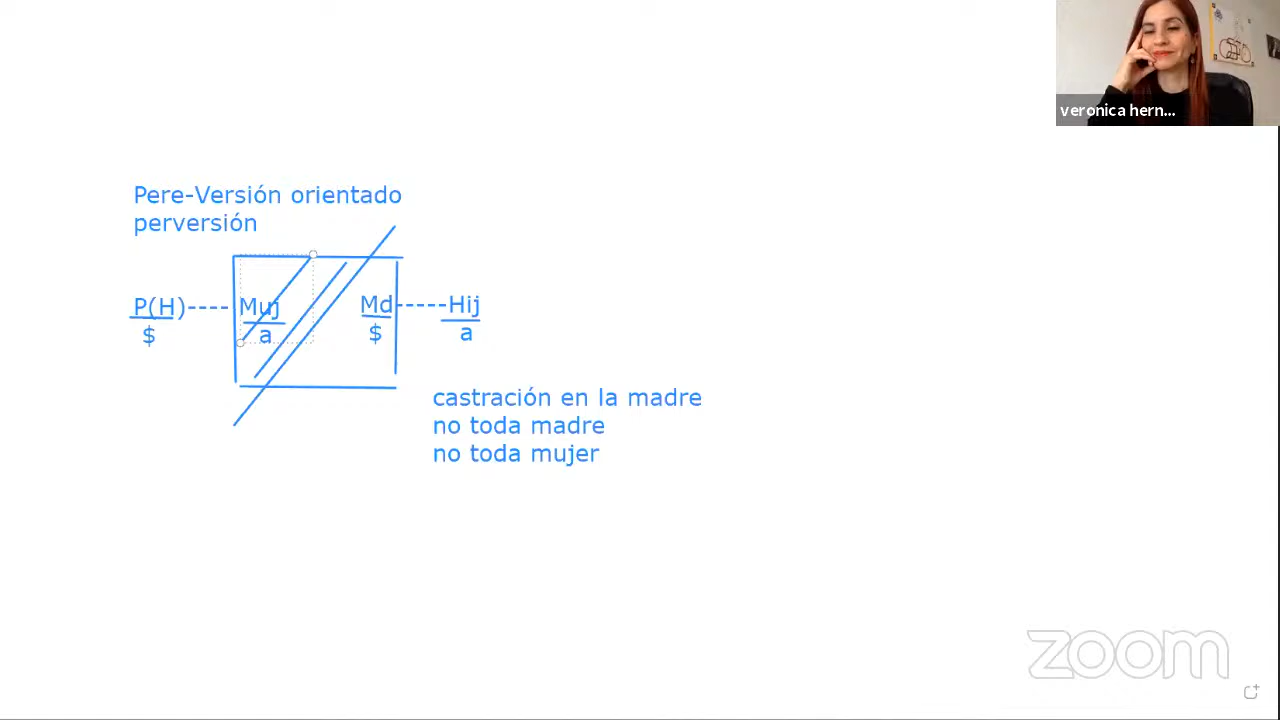 veronica hern...
Pere-Versión orientado
perversión
P(H)---- Muj Md-----Hij
$ a $ a
castración en la madre
no toda madre
no toda mujer
zoom